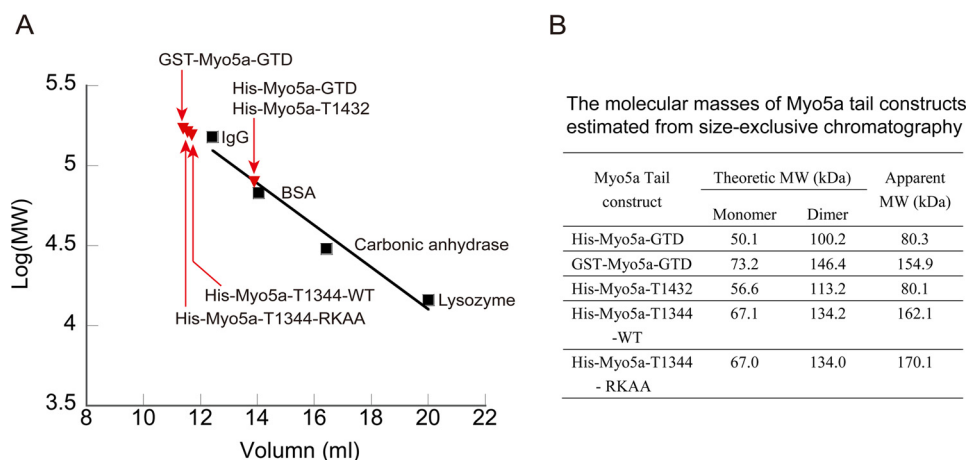 A
GST-Myo5a-GTD
His-Myo5a-GTD
His-Myo5a-T1432
5.5
5
4.5
4
3.5
Log(MW)
IgG
BSA
Carbonic anhydrase
Lysozyme
His-Myo5a-T1344-WT
His-Myo5a-T1344-RKAA
8 10 12 14 16 18 20 22
Volumn (ml)
B
The molecular masses of Myo5a tail constructs
estimated from size-exclusive chromatography
Myo5a Tail construct Theoretic MW (kDa) Apparent MW (kDa)
Monomer Dimer
His-Myo5a-GTD 50.1 100.2 80.3
GST-Myo5a-GTD 73.2 146.4 154.9
His-Myo5a-T1432 56.6 113.2 80.1
His-Myo5a-T1344 67.1 134.2 162.1
-WT
His-Myo5a-T1344 67.0 134.0 170.1
- RKAA